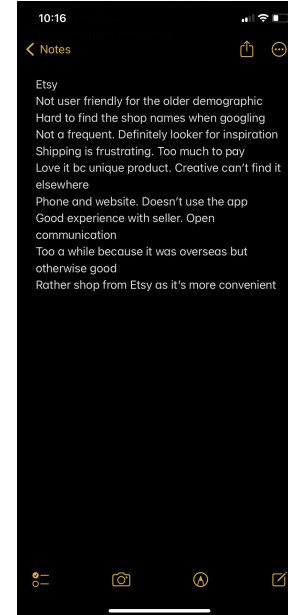 10:16
Notes
Etsy
Not user friendly for the older demographic
Hard to find the shop names when googling
Not a frequent. Definitely looker for inspiration
Shipping is frustrating. Too much to pay
Love it bc unique product. Creative can’t find it
elsewhere
Phone and website. Doesn’t use the app
Good experience with seller. Open
communication
Too a while because it was overseas but
otherwise good
Rather shop from Etsy as it’s more convenient